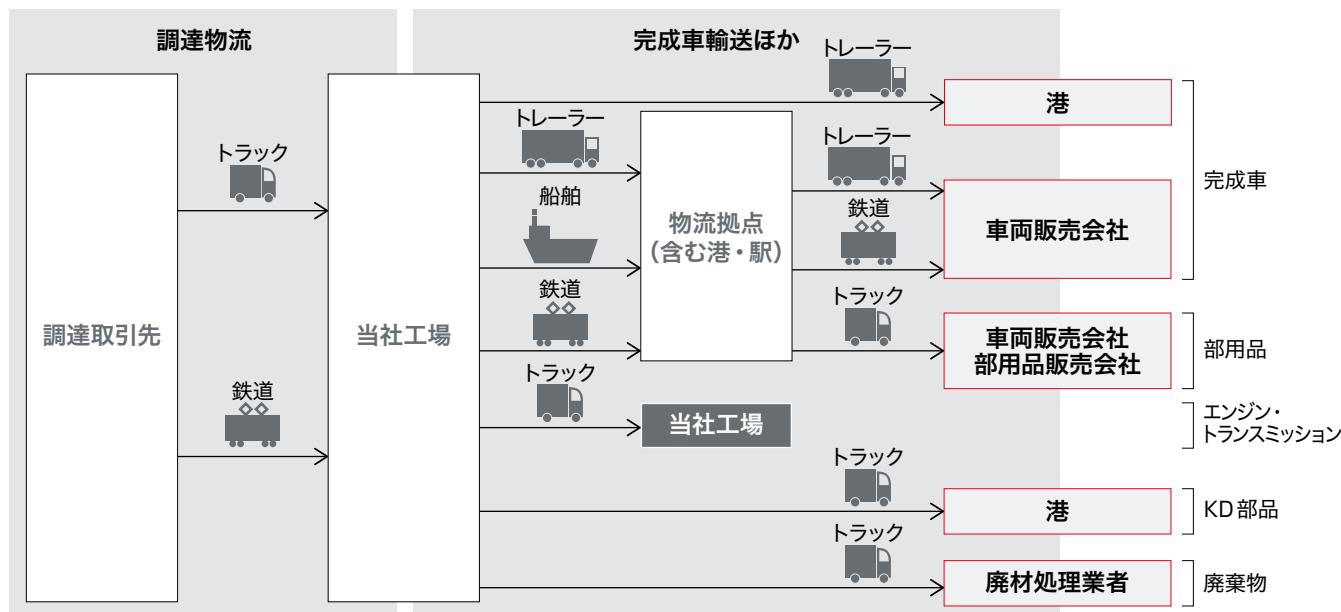 調達物流
完成車輸送ほか
トレーラー
港
トレーラー
トレーラー
トラック
完成車
船舶
鉄道
物流拠点
（含む港・駅）
車両販売会社
鉄道
トラック
調達取引先
当社工場
車両販売会社
部用品販売会社
部用品
鉄道
トラック
当社工場
エンジン・
トランスミッション
トラック
港
KD部品
トラック
廃材処理業者
廃棄物